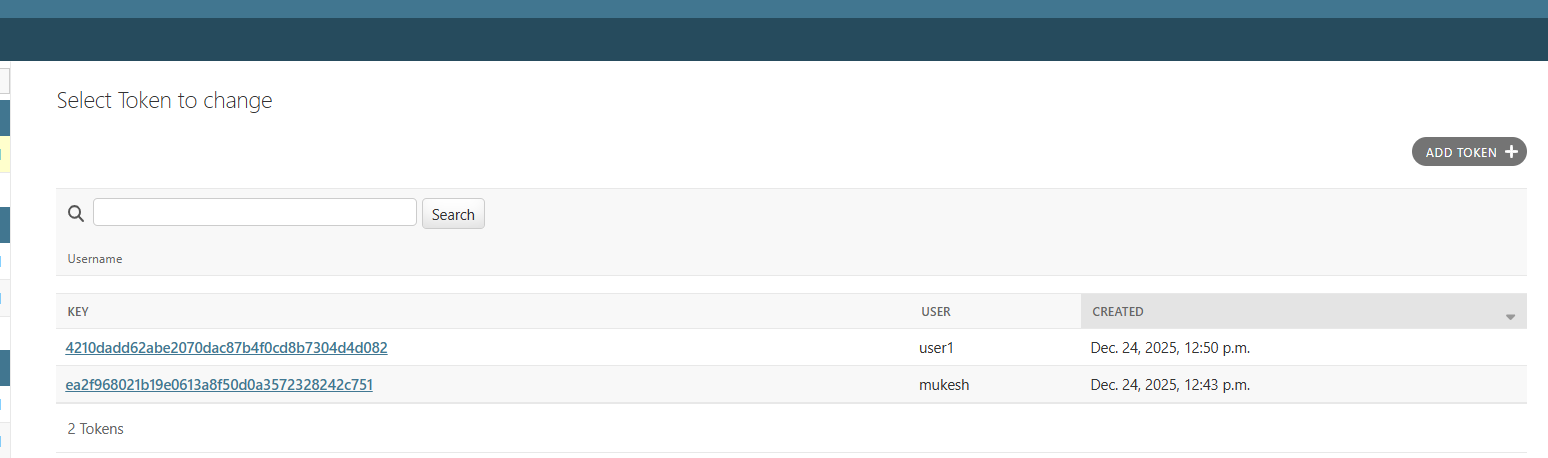 Select Token to change
ADD TOKEN +
Search
Username
KEY USER CREATED
4210dadd62abe2070dac87b4f0cd8b7304d4d082 user1 Dec. 24, 2025, 12:50 p.m.
ea2f968021b19e0613a8f50d0a3572328242c751 mukesh Dec. 24, 2025, 12:43 p.m.
2 Tokens